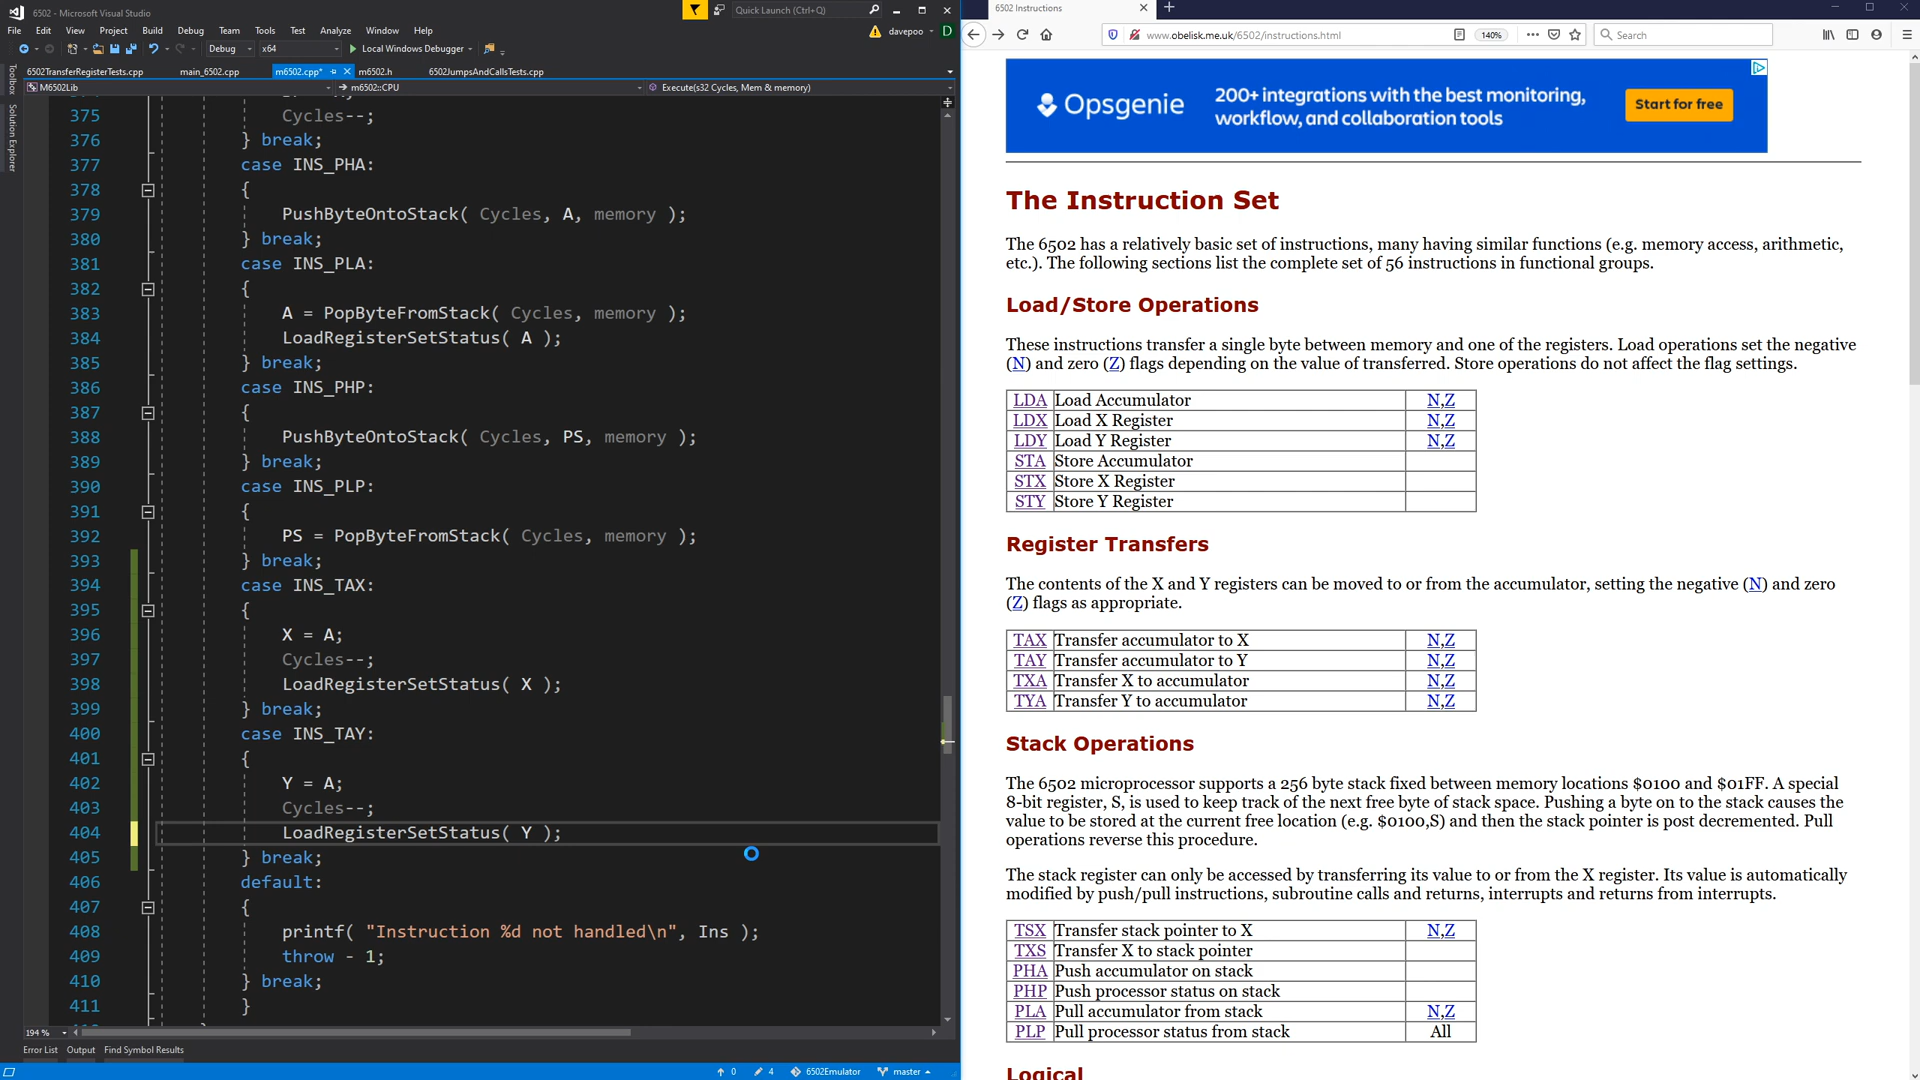 6502 - Microsoft Visual Studio
Quick Launch (Ctrl+Q)
File Edit View Project Build Debug Team Tools Test Analyze Window Help
davepoo
D
Debug x64 Local Windows Debugger
6502TransferRegisterTests.cpp main_6502.cpp m6502.cpp* m6502.h 6502JumpsAndCallsTests.cpp
M6502Lib m6502::CPU Execute(s32 Cycles, Mem & memory)
Toolbox
Solution Explorer
375 Cycles--;
376 } break;
377 case INS_PHA:
378 {
379 PushByteOntoStack( Cycles, A, memory );
380 } break;
381 case INS_PLA:
382 {
383 A = PopByteFromStack( Cycles, memory );
384 LoadRegisterSetStatus( A );
385 } break;
386 case INS_PHP:
387 {
388 PushByteOntoStack( Cycles, PS, memory );
389 } break;
390 case INS_PLP:
391 {
392 PS = PopByteFromStack( Cycles, memory );
393 } break;
394 case INS_TAX:
395 {
396 X = A;
397 Cycles--;
398 LoadRegisterSetStatus( X );
399 } break;
400 case INS_TAY:
401 {
402 Y = A;
403 Cycles--;
404 LoadRegisterSetStatus( Y );
405 } break;
406 default:
407 {
408 printf( "Instruction %d not handled\n", Ins );
409 throw - 1;
410 } break;
411 }
194 %
Error List Output Find Symbol Results
0 4 6502Emulator master
6502 Instructions
www.obelisk.me.uk/6502/instructions.html 140% Search
Opsgenie
200+ integrations with the best monitoring,
workflow, and collaboration tools
Start for free
The Instruction Set
The 6502 has a relatively basic set of instructions, many having similar functions (e.g. memory access, arithmetic,
etc.). The following sections list the complete set of 56 instructions in functional groups.
Load/Store Operations
These instructions transfer a single byte between memory and one of the registers. Load operations set the negative
(N) and zero (Z) flags depending on the value of transferred. Store operations do not affect the flag settings.
LDA Load Accumulator N,Z
LDX Load X Register N,Z
LDY Load Y Register N,Z
STA Store Accumulator
STX Store X Register
STY Store Y Register
Register Transfers
The contents of the X and Y registers can be moved to or from the accumulator, setting the negative (N) and zero
(Z) flags as appropriate.
TAX Transfer accumulator to X N,Z
TAY Transfer accumulator to Y N,Z
TXA Transfer X to accumulator N,Z
TYA Transfer Y to accumulator N,Z
Stack Operations
The 6502 microprocessor supports a 256 byte stack fixed between memory locations $0100 and $01FF. A special
8-bit register, S, is used to keep track of the next free byte of stack space. Pushing a byte on to the stack causes the
value to be stored at the current free location (e.g. $0100,S) and then the stack pointer is post decremented. Pull
operations reverse this procedure.
The stack register can only be accessed by transferring its value to or from the X register. Its value is automatically
modified by push/pull instructions, subroutine calls and returns, interrupts and returns from interrupts.
TSX Transfer stack pointer to X N,Z
TXS Transfer X to stack pointer
PHA Push accumulator on stack
PHP Push processor status on stack
PLA Pull accumulator from stack N,Z
PLP Pull processor status from stack All
Logical